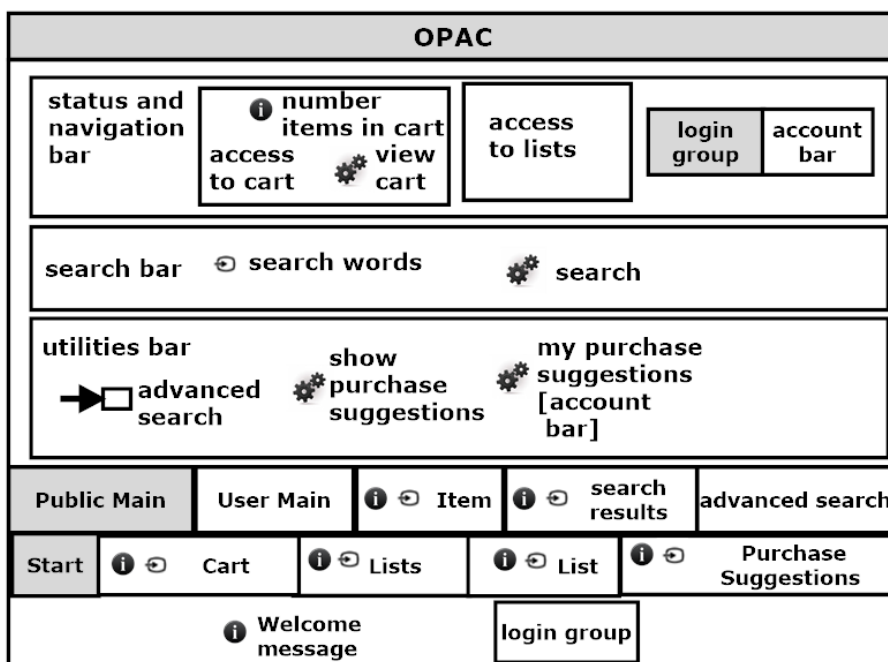 OPAC
status and
navigation
bar
number
items in cart
access
to cart
view
cart
access
to lists
login
group
account
bar
search bar
search words
search
utilities bar
advanced
search
show
purchase
suggestions
my purchase
suggestions
[account
bar]
Public Main
User Main
Item
search
results
advanced search
Start
Cart
Lists
List
Purchase
Suggestions
Welcome
message
login group